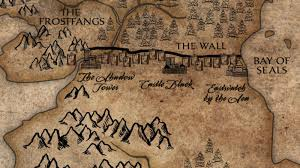 THE
FROSTFANGS
THE WALL
BAY OF
SEALS
The Shadow
Tower
Castle Black
Eastwatch
by the Sea